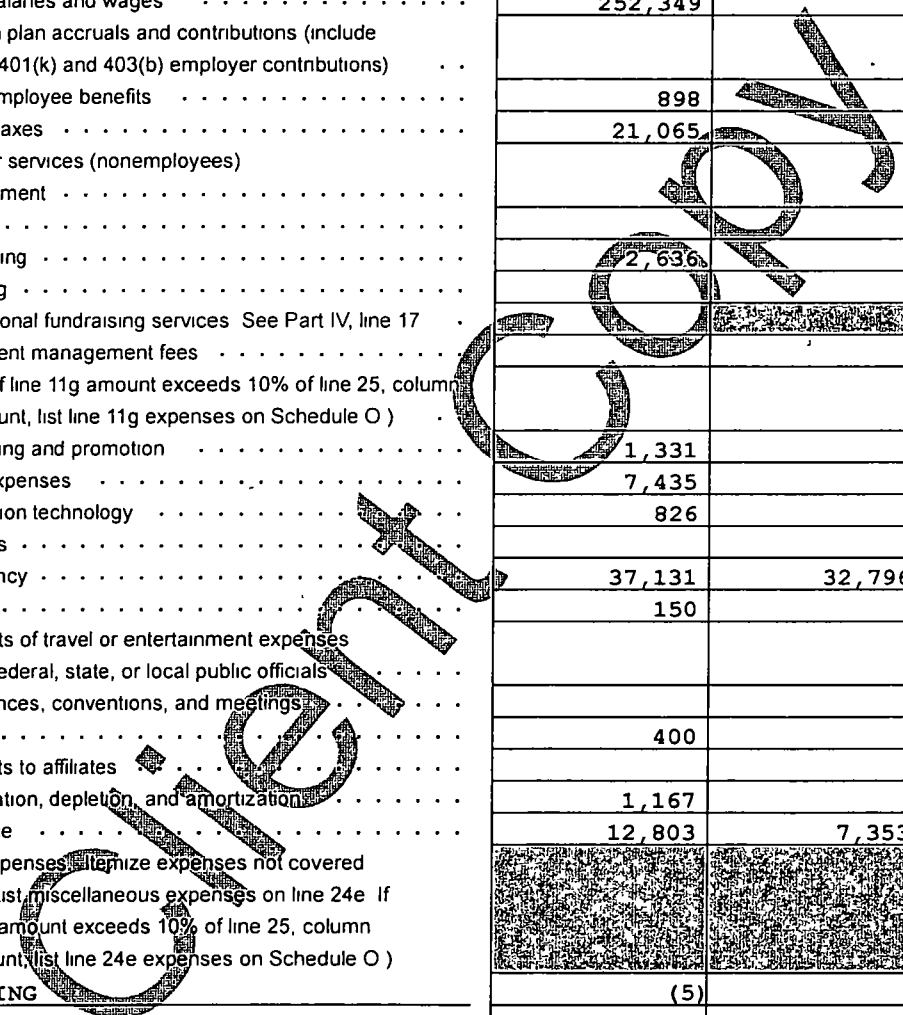 alaries and wages 252,349
plan accruals and contributions (include
401(k) and 403(b) employer contributions)
mployee benefits 898
axes 21,065
services (nonemployees)
ment
ing 2,636
g
onal fundraising services See Part IV, line 17
ent management fees
f line 11g amount exceeds 10% of line 25, column
unt, list line 11g expenses on Schedule O )
ing and promotion 1,331
xpenses 7,435
ion technology 826
s
ncy 37,131 32,796
150
ts of travel or entertainment expenses
ederal, state, or local public officials
nces, conventions, and meetings
400
ts to affiliates
ation, depletion, and amortization 1,167
e 12,803 7,353
penses Itemize expenses not covered
ist miscellaneous expenses on line 24e If
amount exceeds 10% of line 25, column
unt, list line 24e expenses on Schedule O )
ING (5)
Client Copy